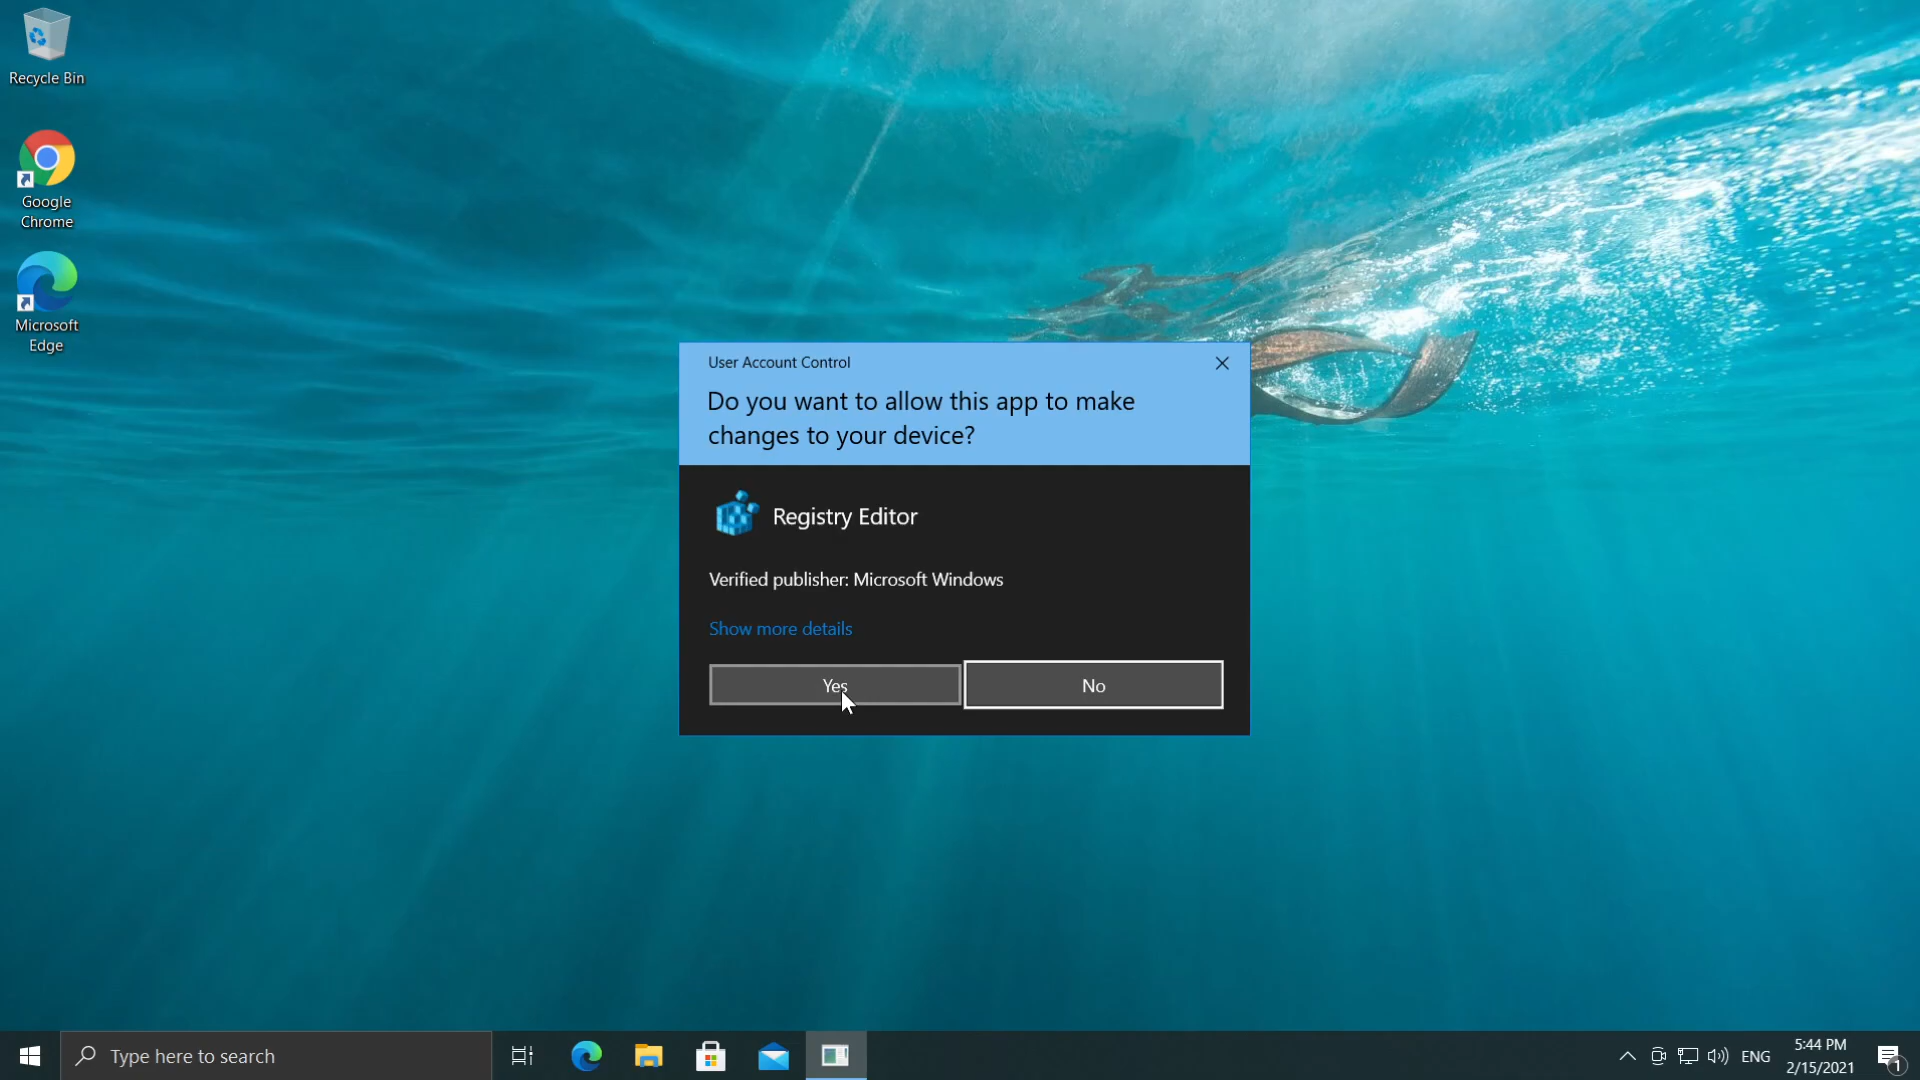 Recycle Bin
Google
Chrome
Microsoft
Edge
User Account Control
Do you want to allow this app to make
changes to your device?
Registry Editor
Verified publisher: Microsoft Windows
Show more details
Yes
No
Type here to search
ENG
5:44 PM
2/15/2021
1